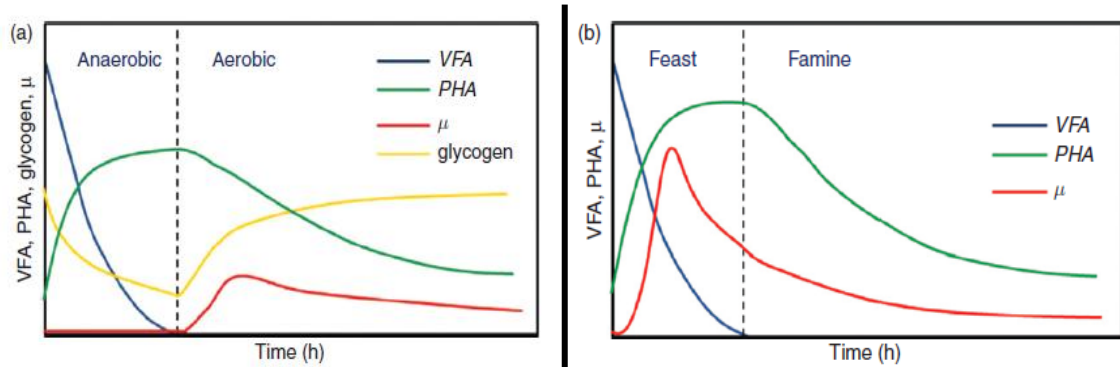 (a)
Anaerobic
Aerobic
VFA
PHA
μ
glycogen
VFA, PHA, glycogen, μ
Time (h)
(b)
Feast
Famine
VFA
PHA
μ
VFA, PHA, μ
Time (h)